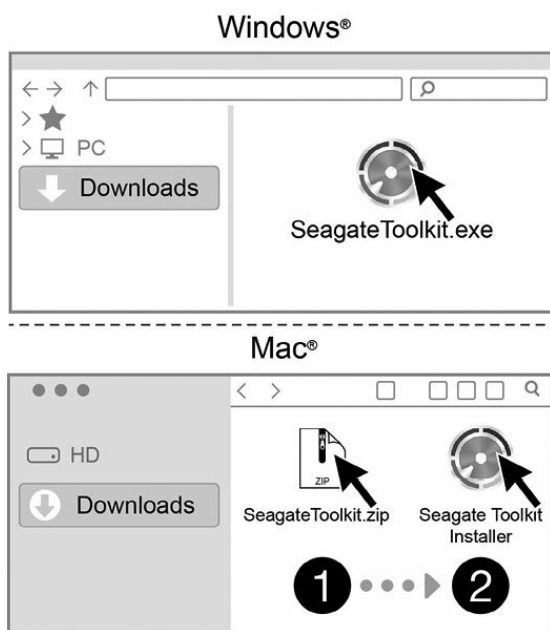 Windows®
PC
Downloads
SeagateToolkit.exe
Mac®
HD
Downloads
ZIP
SeagateToolkit.zip
Seagate Toolkit
Installer
1
2